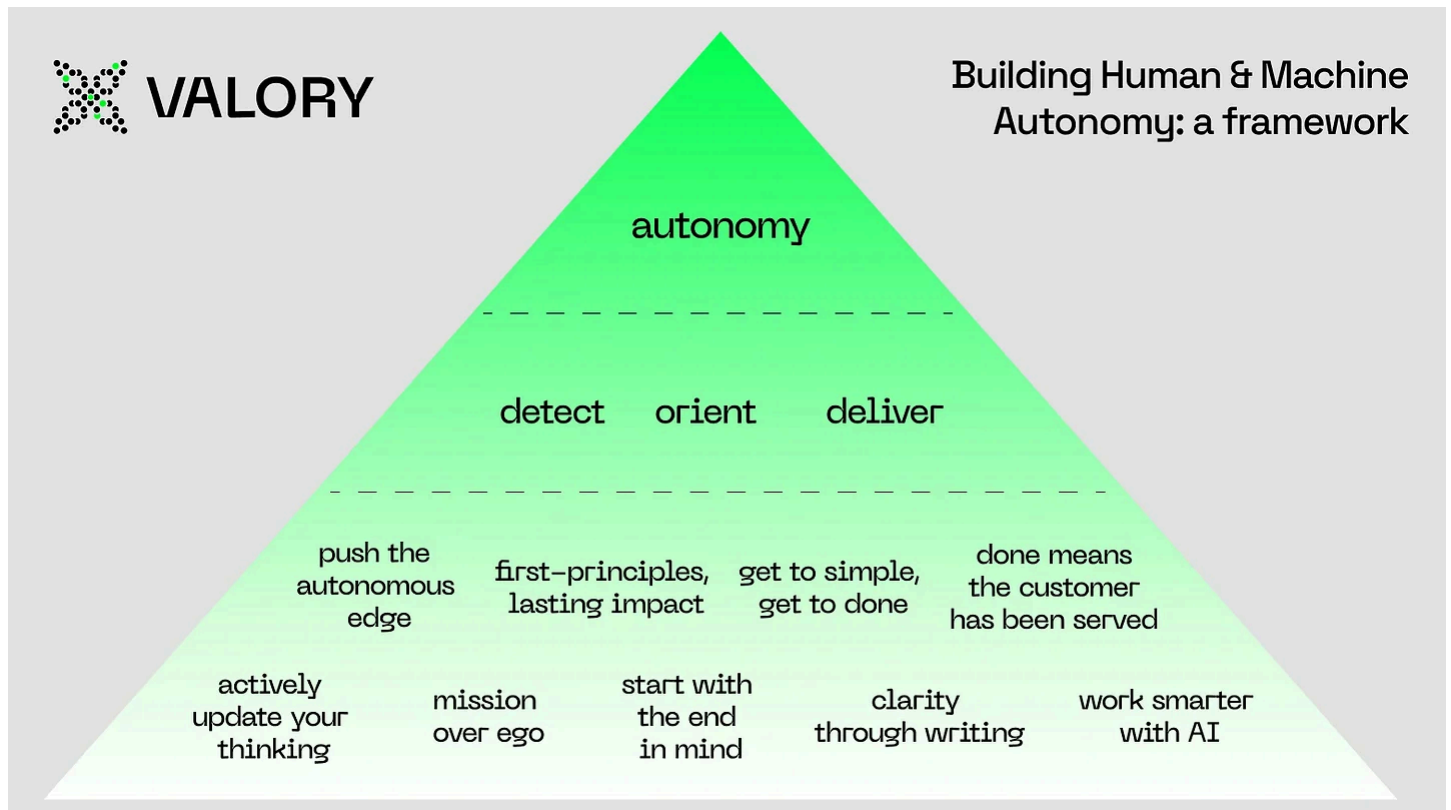 VALORY
Building Human & Machine
Autonomy: a framework
autonomy
detect orient deliver
push the
autonomous
edge
first-principles,
lasting impact
get to simple,
get to done
done means
the customer
has been served
actively
update your
thinking
mission
over ego
start with
the end
in mind
clarity
through writing
work smarter
with AI